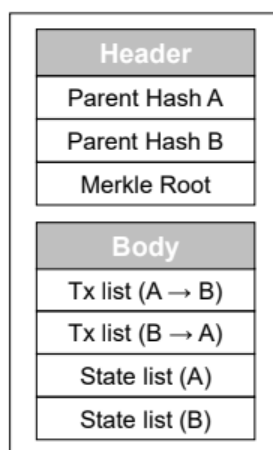 Header
Parent Hash A
Parent Hash B
Merkle Root
Body
Tx list (A → B)
Tx list (B → A)
State list (A)
State list (B)